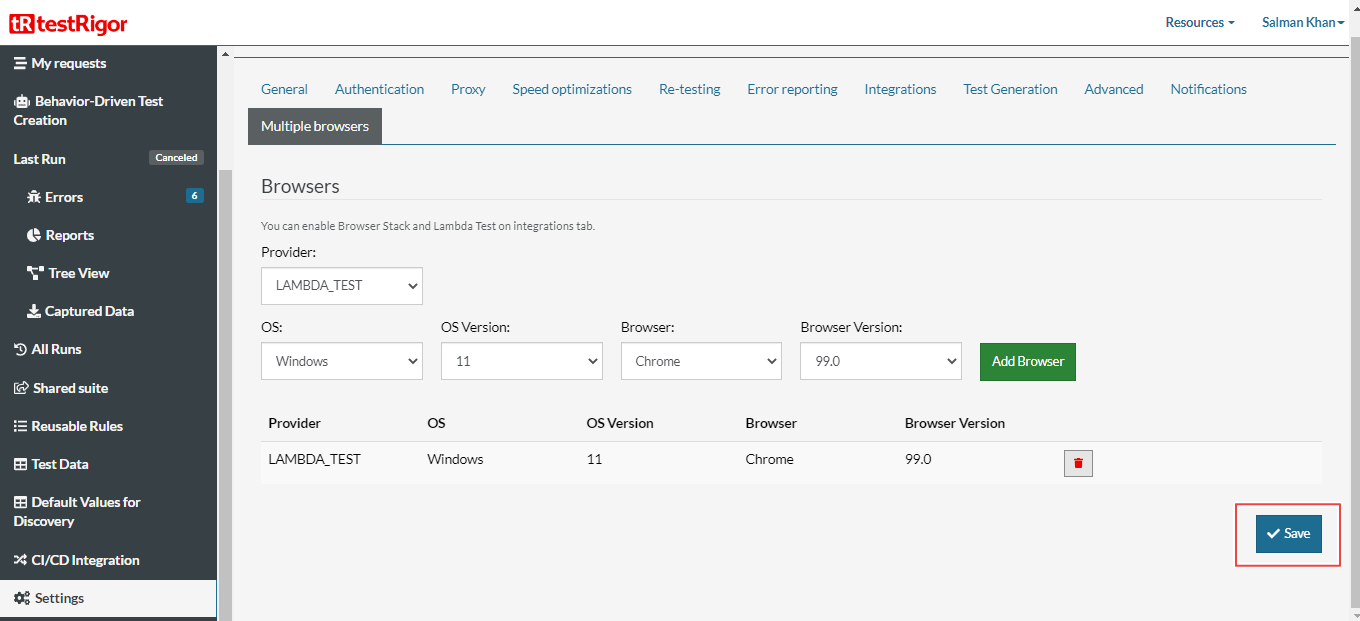 tR testRigor
Resources
Salman Khan
My requests
Behavior-Driven Test
Creation
Last Run
Canceled
Errors
6
Reports
Tree View
Captured Data
All Runs
Shared suite
Reusable Rules
Test Data
Default Values for
Discovery
CI/CD Integration
Settings
General Authentication Proxy Speed optimizations Re-testing Error reporting Integrations Test Generation Advanced Notifications
Multiple browsers
Browsers
You can enable Browser Stack and Lambda Test on integrations tab.
Provider:
LAMBDA_TEST
OS: OS Version: Browser: Browser Version:
Windows 11 Chrome 99.0 Add Browser
Provider OS OS Version Browser Browser Version
LAMBDA_TEST Windows 11 Chrome 99.0
Save